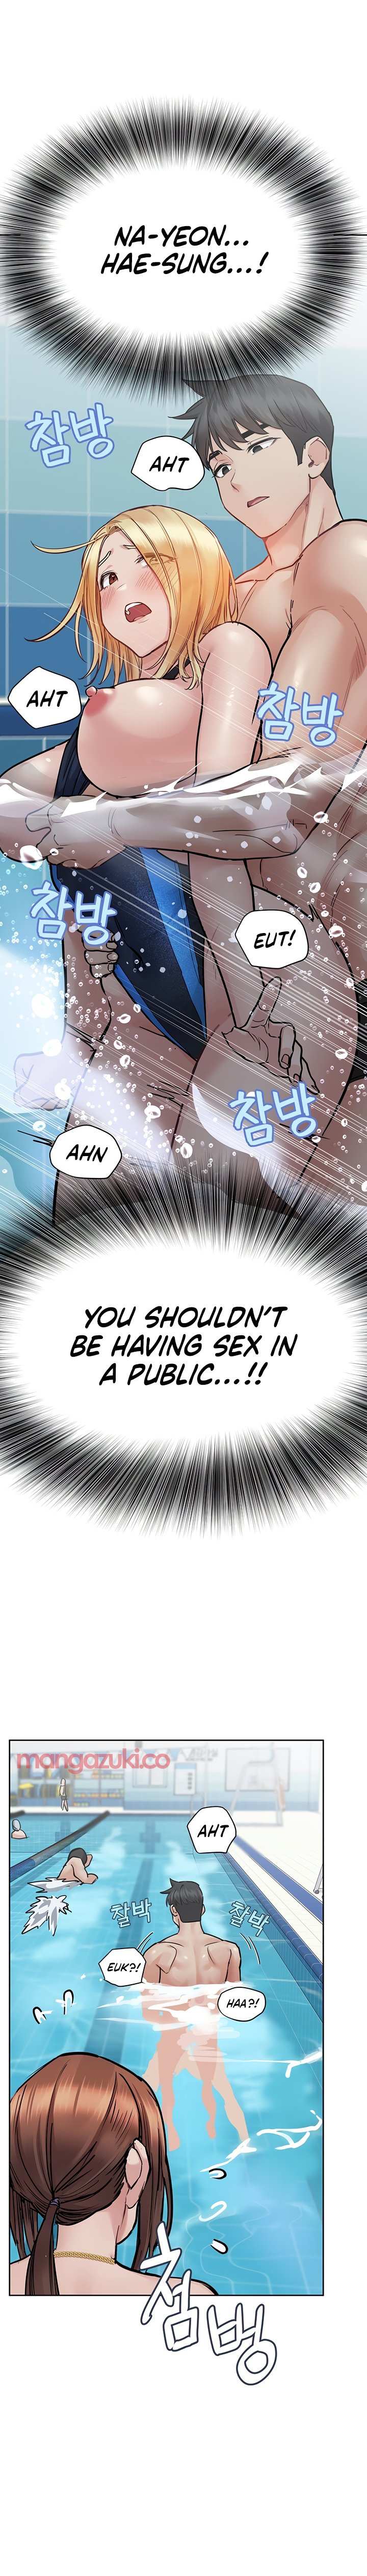 NA-YEON...
HAE-SUNG...!
참방
AHT
AHT
참방
참방
EUT!
참방
AHN
YOU SHOULDN'T
BE HAVING SEX IN
A PUBLIC...!!
mangazuki.co
AHT
찰박
찰박
EUK?!
HAA?!
첨벙